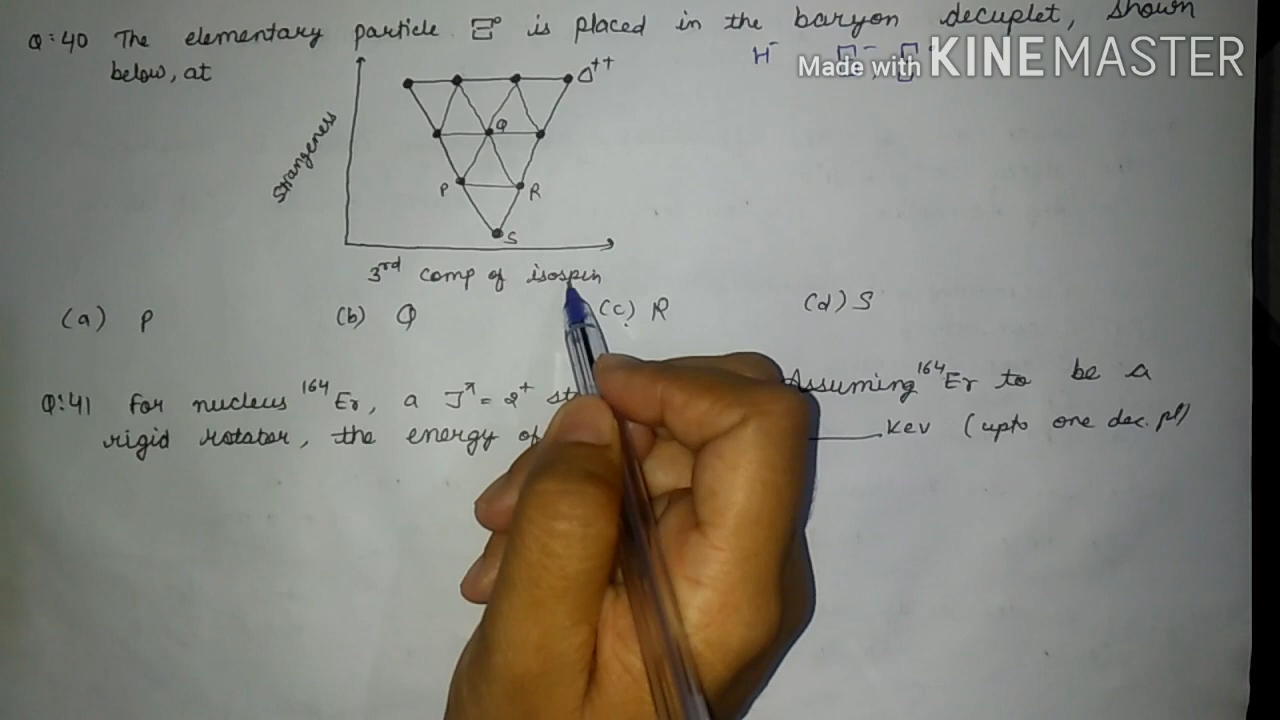 Q:40 The elementary particle Ξ° is placed in the baryon decuplet, shown
below, at
H⁻
Made with KINEMASTER
Δ⁺⁺
Strangeness
Q
P
R
S
3rd comp of isospin
(a) P (b) Q (c) R (d) S
Q:41 For nucleus ¹⁶⁴Er, a J^π = 2⁺ Assuming ¹⁶⁴Er to be a
rigid rotator, the energy of ______ Kev (upto one dec. pl)